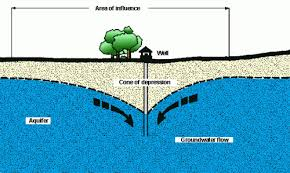 Area of influence
Well
Cone of depression
Aquifer
Groundwater flow